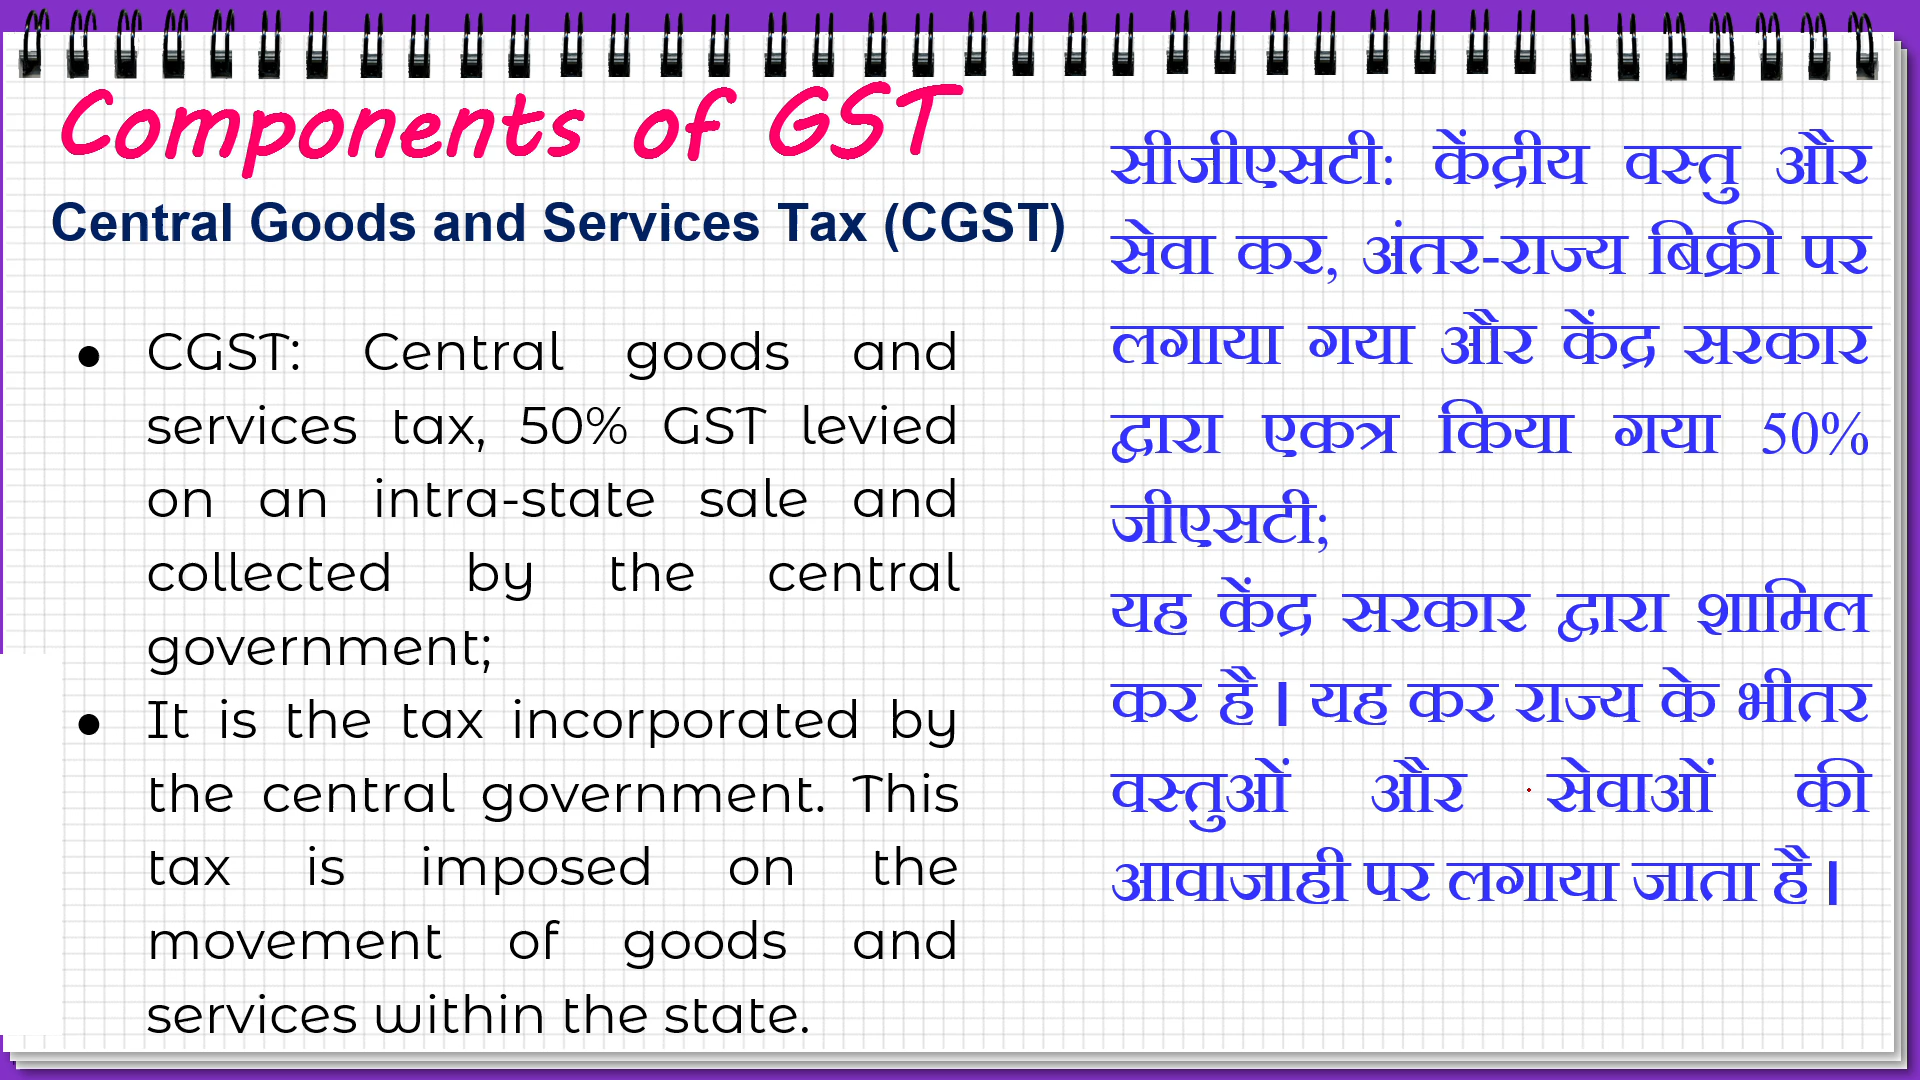 Components of GST
Central Goods and Services Tax (CGST)
● CGST: Central goods and
services tax, 50% GST levied
on an intra-state sale and
collected by the central
government;
● It is the tax incorporated by
the central government. This
tax is imposed on the
movement of goods and
services within the state.
सीजीएसटी: केंद्रीय वस्तु और
सेवा कर, अंतर-राज्य बिक्री पर
लगाया गया और केंद्र सरकार
द्वारा एकत्र किया गया 50%
जीएसटी;
यह केंद्र सरकार द्वारा शामिल
कर है। यह कर राज्य के भीतर
वस्तुओं और सेवाओं की
आवाजाही पर लगाया जाता है।